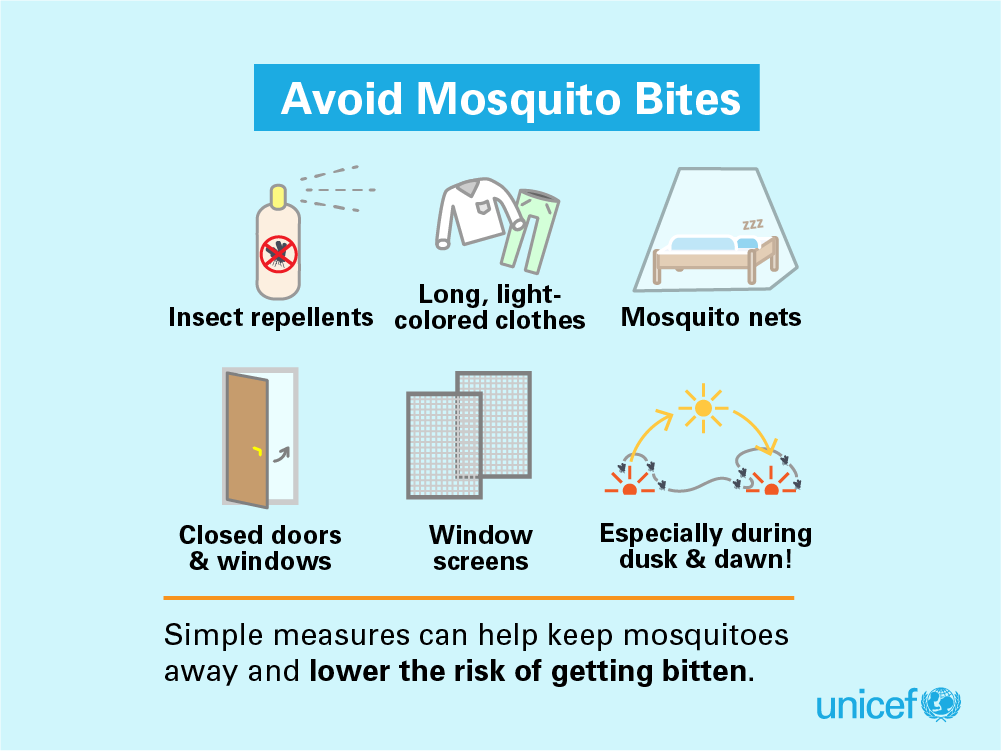 Avoid Mosquito Bites
Insect repellents
Long, light-
colored clothes
zzz
Mosquito nets
Closed doors
& windows
Window
screens
Especially during
dusk & dawn!
Simple measures can help keep mosquitoes
away and lower the risk of getting bitten.
unicef